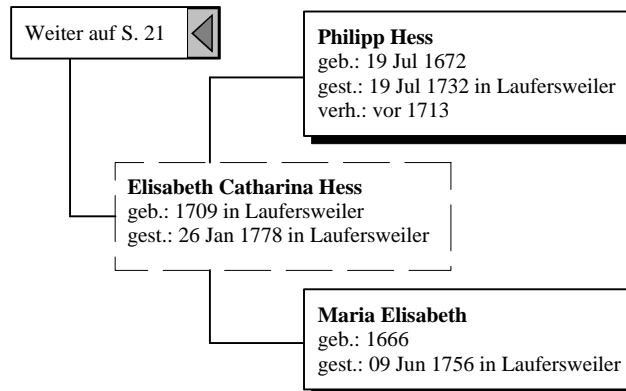 Weiter auf S. 21
Philipp Hess
geb.: 19 Jul 1672
gest.: 19 Jul 1732 in Laufersweiler
verh.: vor 1713
Elisabeth Catharina Hess
geb.: 1709 in Laufersweiler
gest.: 26 Jan 1778 in Laufersweiler
Maria Elisabeth
geb.: 1666
gest.: 09 Jun 1756 in Laufersweiler